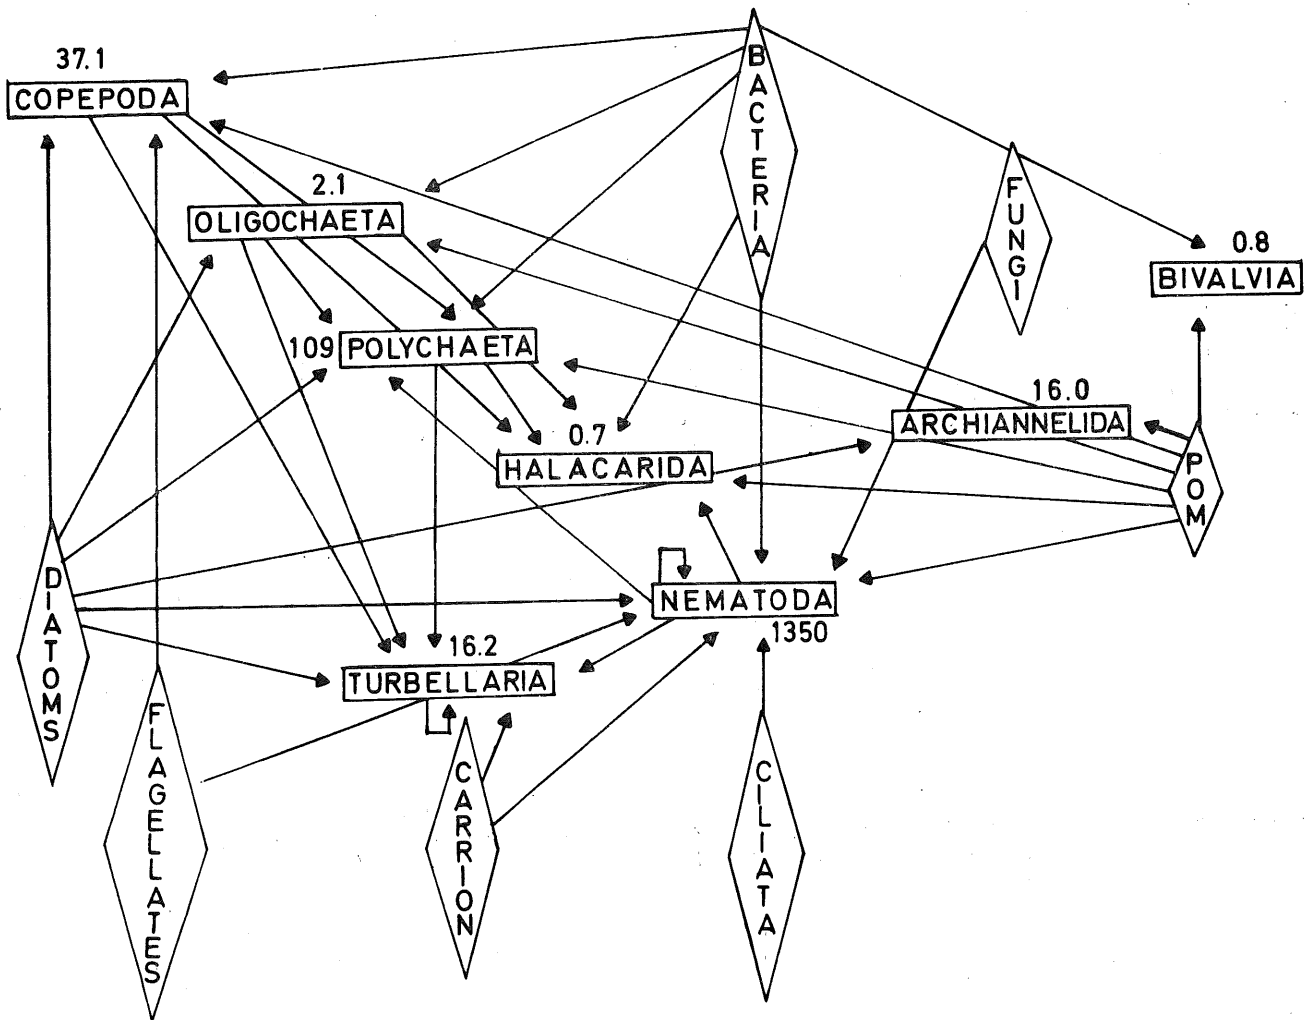 37.1
COPEPODA
BACTERIA
2.1
OLIGOCHAETA
FUNGI
0.8
BIVALVIA
109
POLYCHAETA
16.0
ARCHIANNELIDA
0.7
HALACARIDA
POM
DIATOMS
NEMATODA
1350
16.2
TURBELLARIA
FLAGELLATES
CARRION
CILIATA